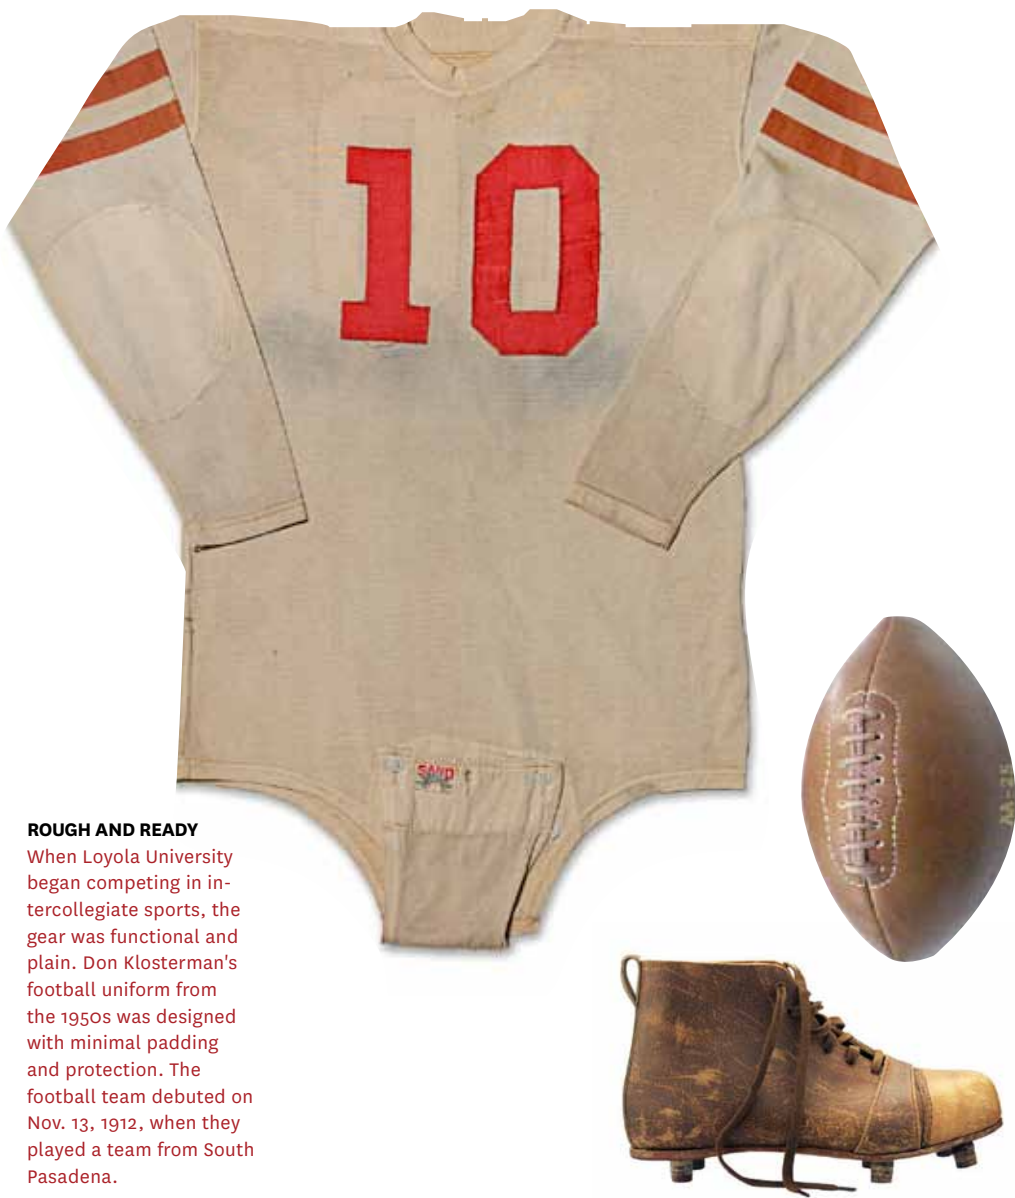 10
SAND
ROUGH AND READY
When Loyola University
began competing in in-
tercollegiate sports, the
gear was functional and
plain. Don Klosterman's
football uniform from
the 1950s was designed
with minimal padding
and protection. The
football team debuted on
Nov. 13, 1912, when they
played a team from South
Pasadena.